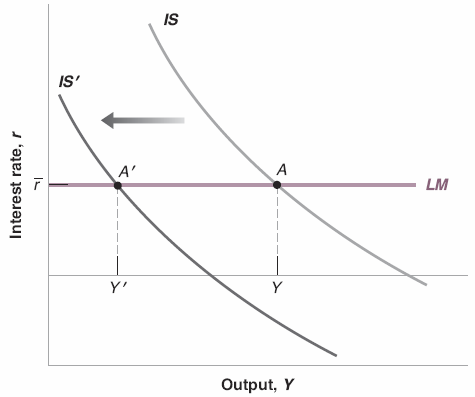 IS
IS′
A′
A
r̅
LM
Interest rate, r
Y′
Y
Output, Y